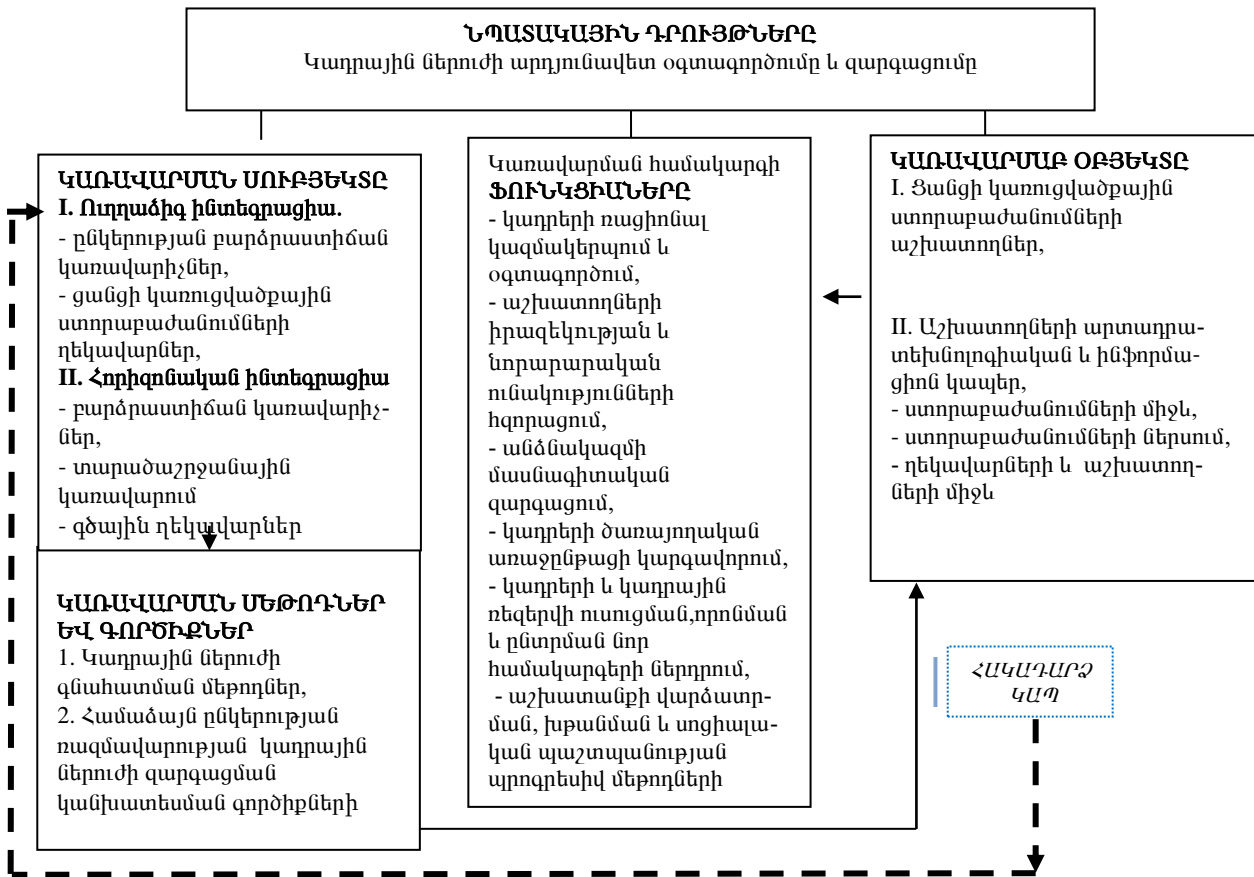 ՆՊԱՏԱԿԱՅԻՆ ԴՐՈՒՅԹՆԵՐԸ
Կադրային ներուժի արդյունավետ օգտագործումը և զարգացումը
ԿԱՌԱՎԱՐՄԱՆ ՍՈՒԲՅԵԿՏԸ
I. Ուղղաձիգ ինտեգրացիա.
- ընկերության բարձրաստիճան
կառավարիչներ,
- ցանցի կառուցվածքային
ստորաբաժանումների
ղեկավարներ,
II. Հորիզոնական ինտեգրացիա
- բարձրաստիճան կառավարիչ-
ներ,
- տարածաշրջանային
կառավարում
- գծային ղեկավարներ
ԿԱՌԱՎԱՐՄԱՆ ՄԵԹՈԴՆԵՐ
ԵՎ ԳՈՐԾԻՔՆԵՐ
1. Կադրային ներուժի
գնահատման մեթոդներ,
2. Համաձայն ընկերության
ռազմավարության կադրային
ներուժի զարգացման
կանխատեսման գործիքների
Կառավարման համակարգի
ՖՈՒՆԿՑԻԱՆԵՐԸ
- կադրերի ռացիոնալ
կազմակերպում և
օգտագործում,
- աշխատողների
իրազեկության և
նորարարական
ունակությունների
հզորացում,
- անձնակազմի
մասնագիտական
զարգացում,
- կադրերի ծառայողական
առաջընթացի կարգավորում,
- կադրերի և կադրային
ռեզերվի ուսուցման,որոնման
և ընտրման նոր
համակարգերի ներդրում,
- աշխատանքի վարձատր-
ման, խթանման և սոցիալա-
կան պաշտպանության
պրոգրեսիվ մեթոդների
ԿԱՌԱՎԱՐՄԱԲ ՕԲՅԵԿՏԸ
I. Ցանցի կառուցվածքային
ստորաբաժանումների
աշխատողներ,
II. Աշխատողների արտադրա-
տեխնոլոգիական և ինֆորմա-
ցիոն կապեր,
- ստորաբաժանումների միջև,
- ստորաբաժանումների ներսում,
- ղեկավարների և աշխատող-
ների միջև
ՀԱԿԱԴԱՐՁ
ԿԱՊ